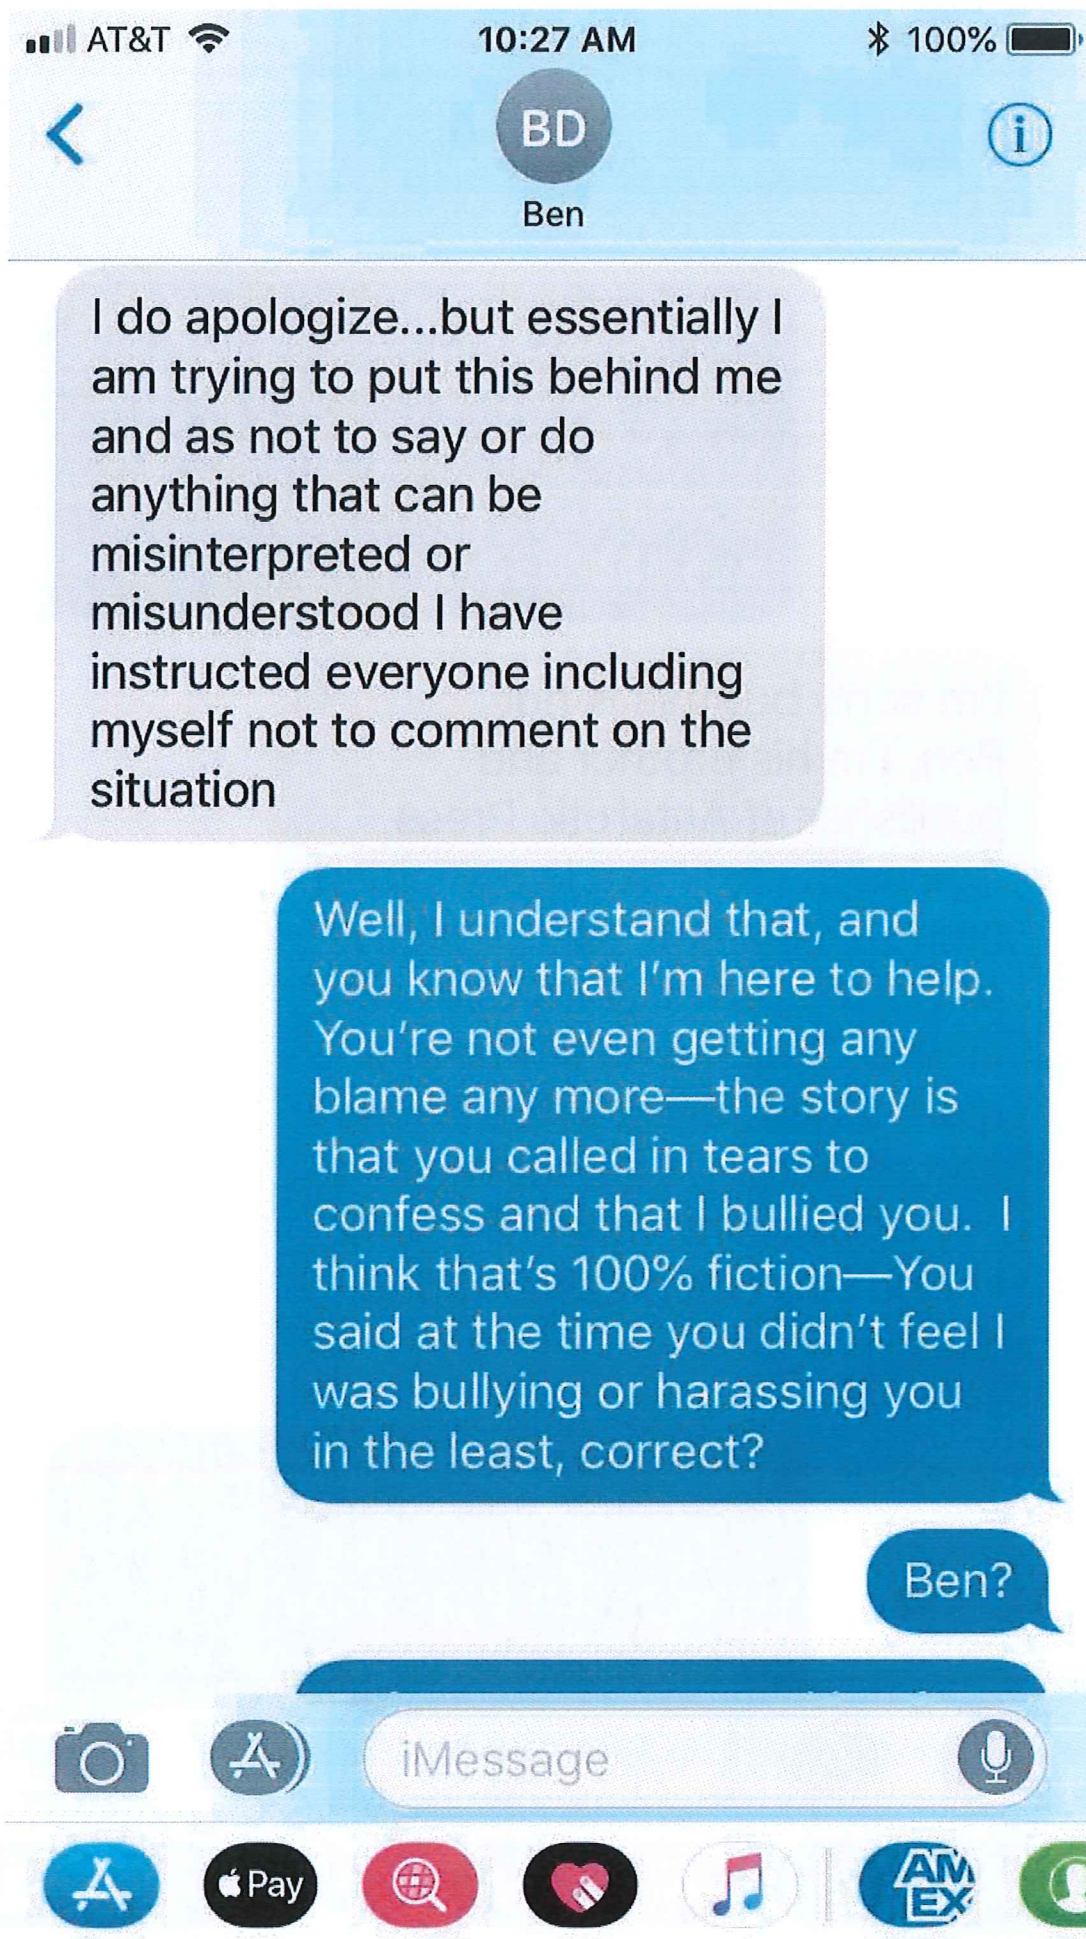 AT&T 10:27 AM 100%
BD
Ben
I do apologize...but essentially I
am trying to put this behind me
and as not to say or do
anything that can be
misinterpreted or
misunderstood I have
instructed everyone including
myself not to comment on the
situation
Well, I understand that, and
you know that I'm here to help.
You're not even getting any
blame any more—the story is
that you called in tears to
confess and that I bullied you.  I
think that's 100% fiction—You
said at the time you didn't feel I
was bullying or harassing you
in the least, correct?
Ben?
iMessage
Pay
AM
EX